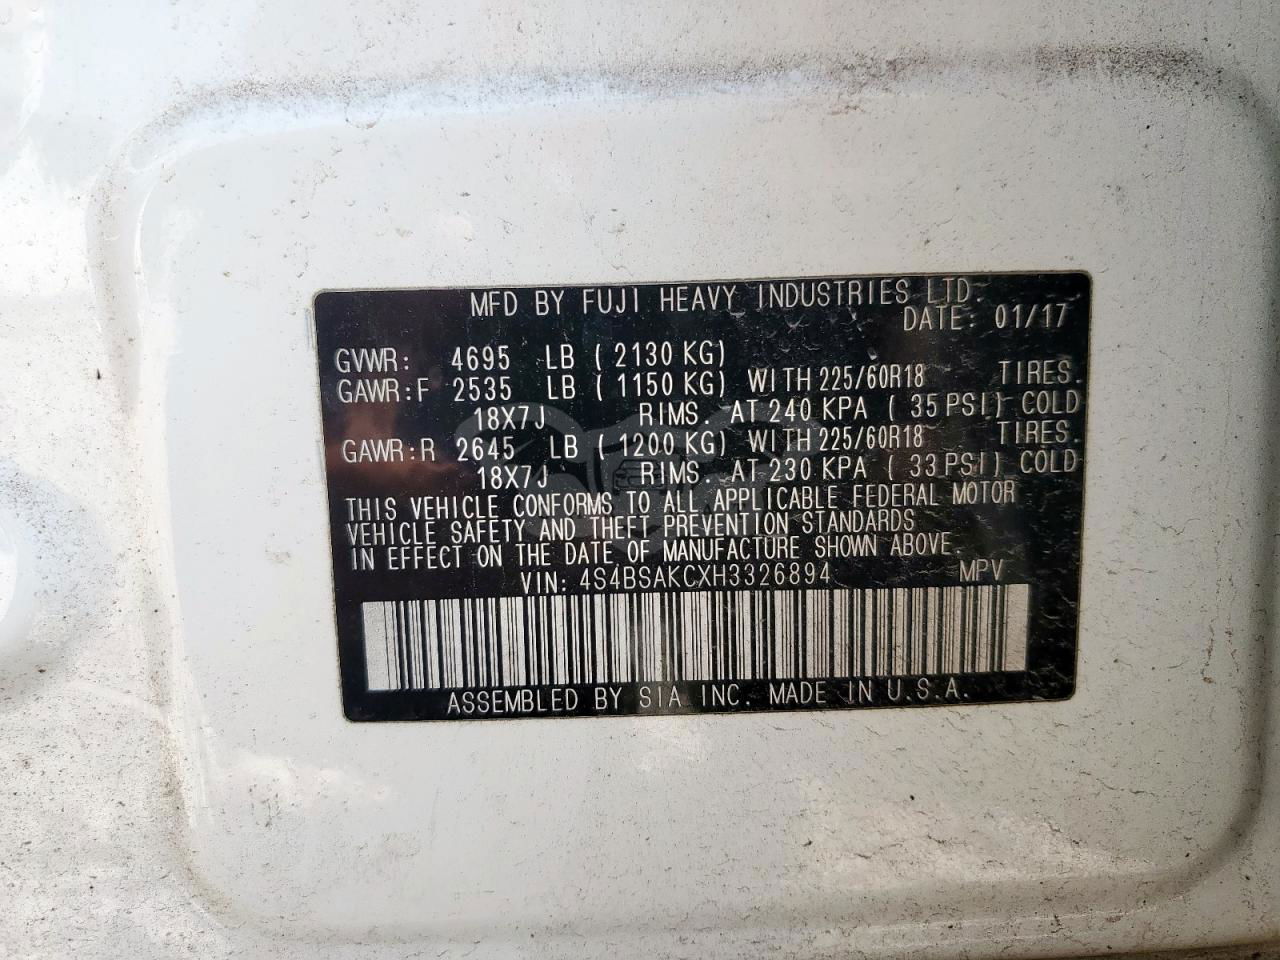 MFD BY FUJI HEAVY INDUSTRIES LTD.
DATE: 01/17
GVWR: 4695 LB ( 2130 KG)
GAWR:F 2535 LB ( 1150 KG) WITH 225/60R18 TIRES.
18X7J RIMS. AT 240 KPA ( 35 PSI) COLD
GAWR:R 2645 LB ( 1200 KG) WITH 225/60R18 TIRES.
18X7J RIMS. AT 230 KPA ( 33 PSI) COLD
THIS VEHICLE CONFORMS TO ALL APPLICABLE FEDERAL MOTOR
VEHICLE SAFETY AND THEFT PREVENTION STANDARDS
IN EFFECT ON THE DATE OF MANUFACTURE SHOWN ABOVE.
VIN: 4S4BSAKCXH3326894 MPV
ASSEMBLED BY SIA INC. MADE IN U.S.A.